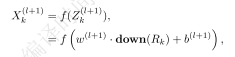 X_k^{(l+1)} = f(Z_k^{(l+1)}),
= f ( w^{(l+1)} · down(R_k) + b^{(l+1)} ),